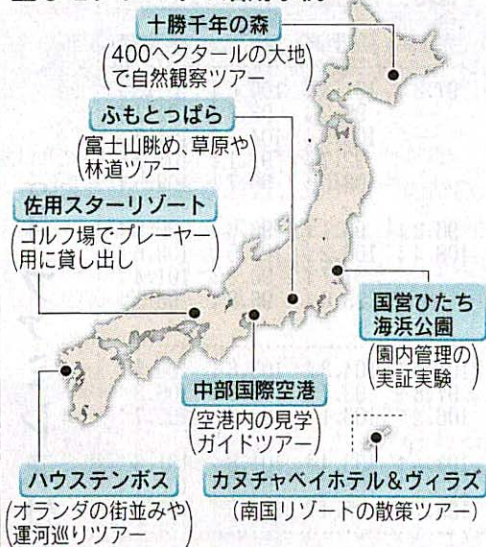 十勝千年の森
(400ヘクタールの大地
で自然観察ツアー)
ふもとっぱら
(富士山眺め、草原や
林道ツアー)
佐用スターリゾート
(ゴルフ場でプレーヤー
用に貸し出し)
国営ひたち
海浜公園
(園内管理の
実証実験)
中部国際空港
(空港内の見学
ガイドツアー)
ハウステンボス
(オランダの街並みや
運河巡りツアー)
カヌチャベイホテル&ヴィラズ
(南国リゾートの散策ツアー)